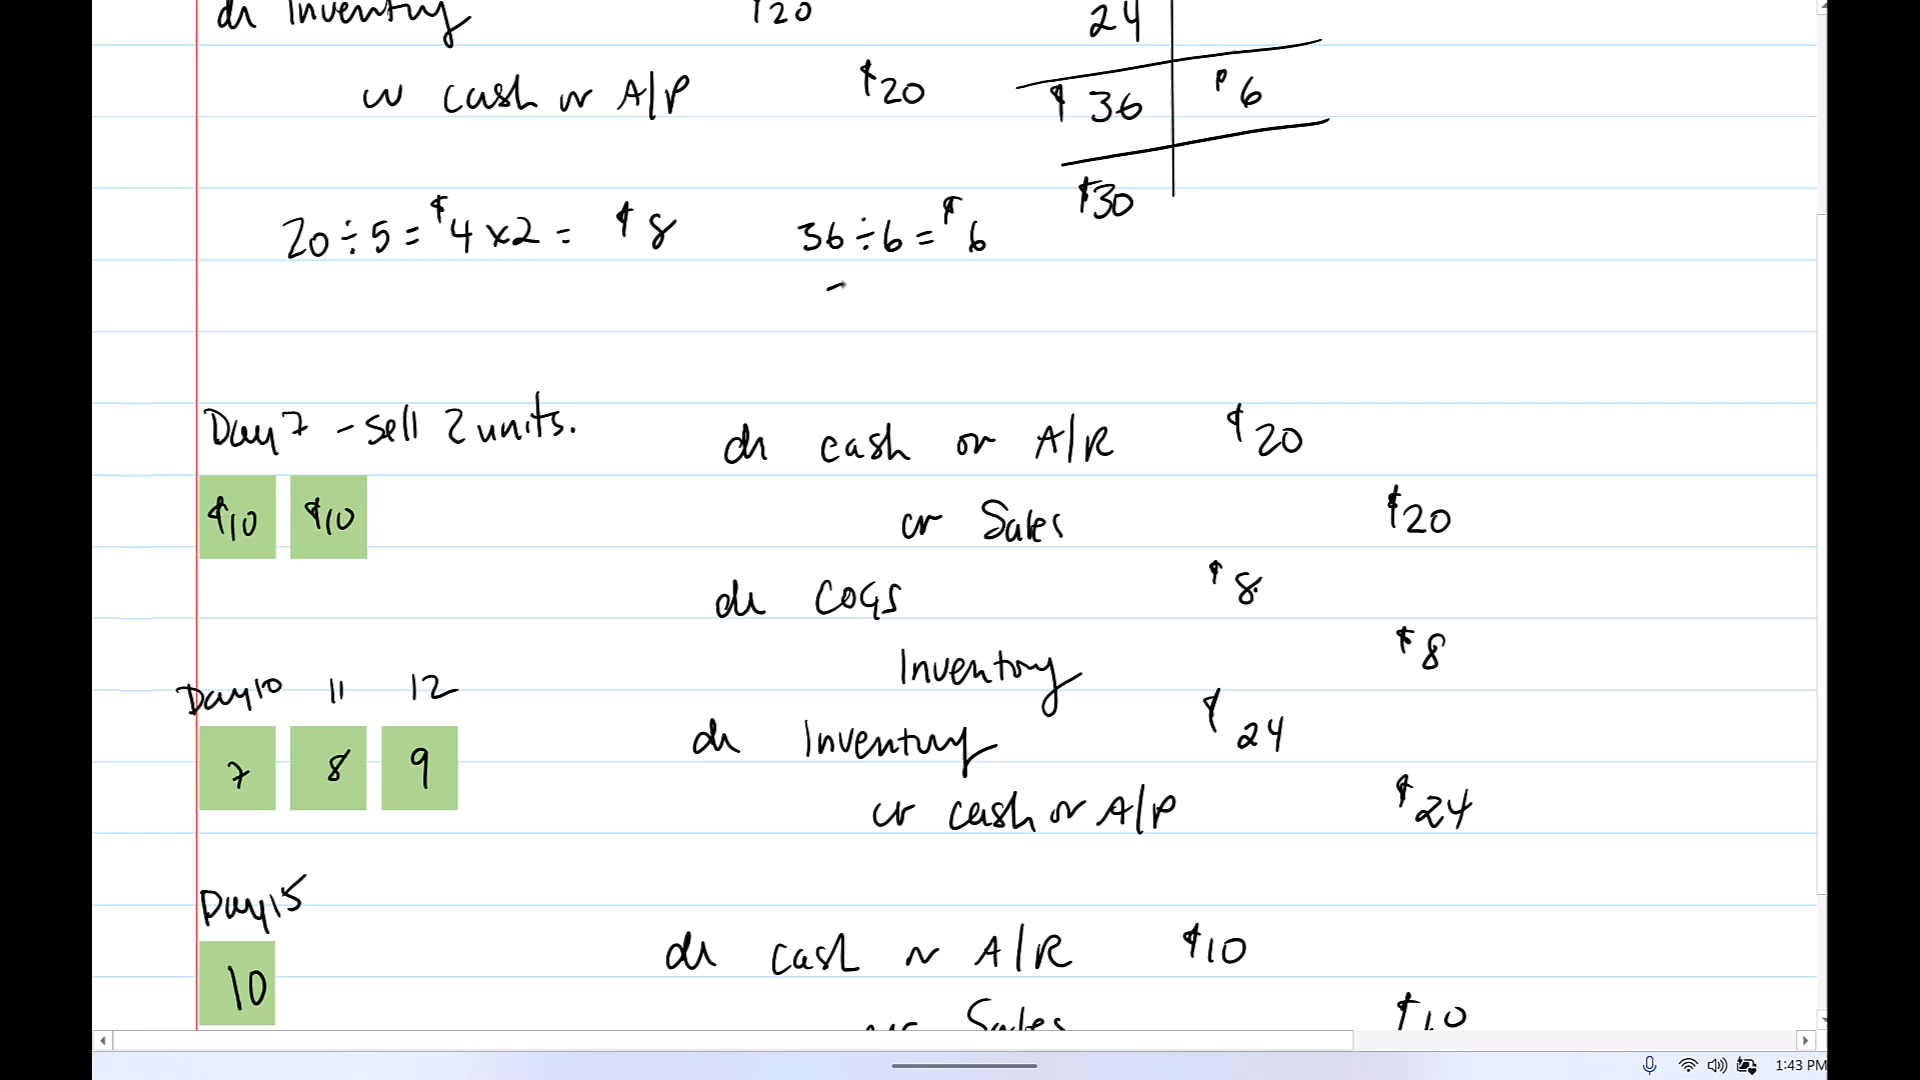 dr Inventory $20
24
cr cash or A/P $20
$36 $6
$30
20÷5= $4 x2 = $8
36÷6= $6
Day 7 - sell 2 units.
dr cash or A/R $20
$10 $10
cr Sales $20
dr COGS $8
Inventory $8
Day 10 11 12
dr Inventory $24
7 8 9
cr cash or A/P $24
Day 15
dr cash or A/R $10
10
cr Sales $10
1:43 PM